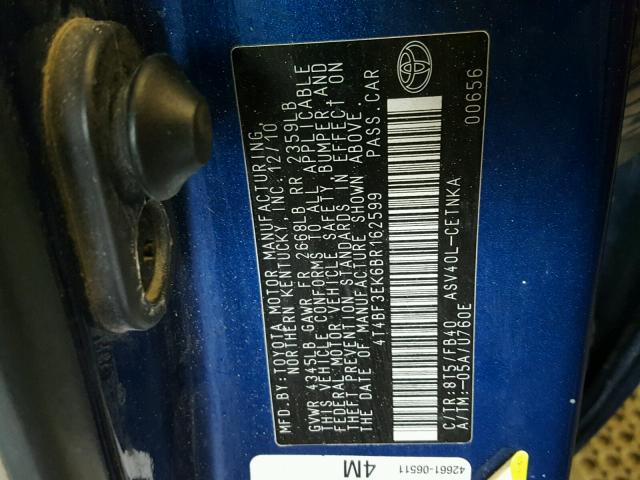 MFD.BY:TOYOTA MOTOR MANUFACTURING,
NORTHERN KENTUCKY, INC. 12/10
GVWR 4345LB GAWR FR 2668LB RR 2359LB
THIS VEHICLE CONFORMS TO ALL APPLICABLE
FEDERAL MOTOR VEHICLE SAFETY, BUMPER AND
THEFT PREVENTION STANDARDS IN EFFECT ON
THE DATE OF MANUFACTURE SHOWN ABOVE.
4T4BF3EK6BR162599 PASS.CAR
C/TR:8T5/FB40 ASV40L-CETNKA
A/TM:-05A/U760E
00656
42661-06511
4M